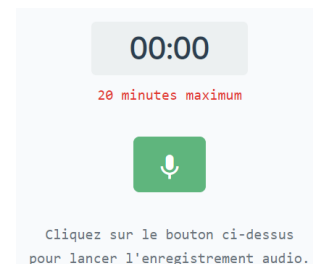 00:00
20 minutes maximum
Cliquez sur le bouton ci-dessus
pour lancer l'enregistrement audio.